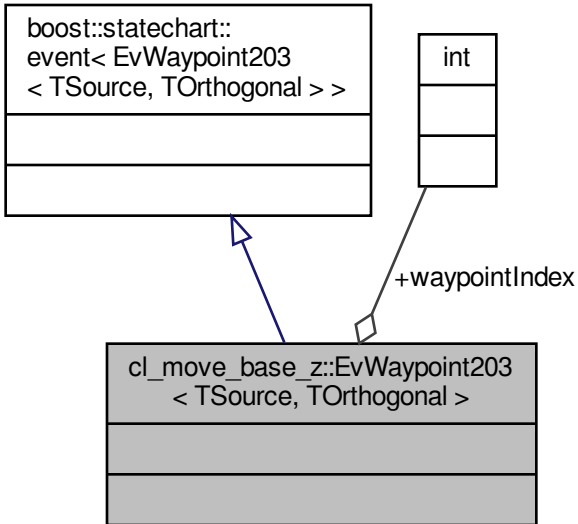 boost::statechart::
event< EvWaypoint203
< TSource, TOrthogonal > >
int
+waypointIndex
cl_move_base_z::EvWaypoint203
< TSource, TOrthogonal >